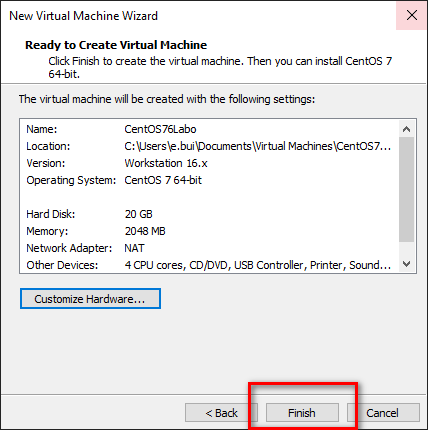 New Virtual Machine Wizard
Ready to Create Virtual Machine
Click Finish to create the virtual machine. Then you can install CentOS 7
64-bit.
The virtual machine will be created with the following settings:
Name: CentOS76Labo
Location: C:\Users\e.bui\Documents\Virtual Machines\CentOS7...
Version: Workstation 16.x
Operating System: CentOS 7 64-bit
Hard Disk: 20 GB
Memory: 2048 MB
Network Adapter: NAT
Other Devices: 4 CPU cores, CD/DVD, USB Controller, Printer, Sound...
Customize Hardware...
< Back Finish Cancel